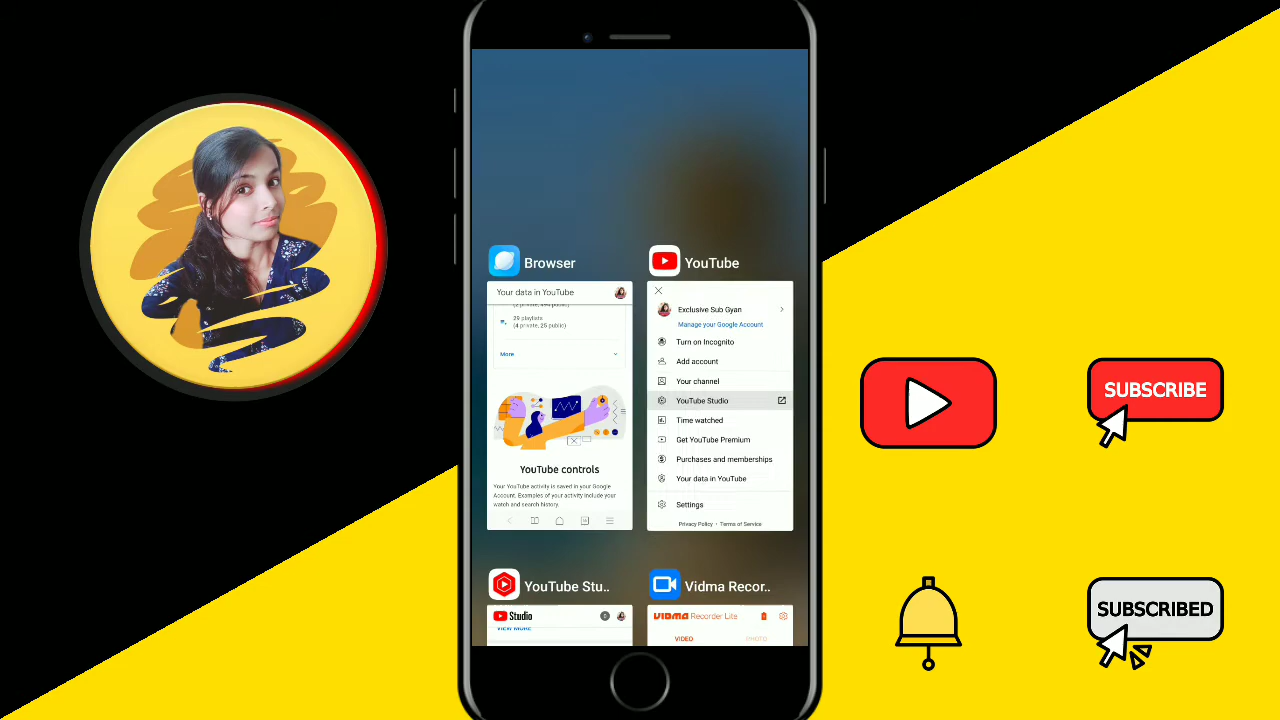 Browser
YouTube
Your data in YouTube
29 playlists
(4 private, 25 public)
More
YouTube controls
Your YouTube activity is saved in your Google
Account. Examples of your activity include your
watch and search history.
Exclusive Sub Gyan
Manage your Google Account
Turn on Incognito
Add account
Your channel
YouTube Studio
Time watched
Get YouTube Premium
Purchases and memberships
Your data in YouTube
Settings
Privacy Policy • Terms of Service
YouTube Stu..
Vidma Recor..
Studio
VIDMA Recorder Lite
VIDEO
PHOTO
SUBSCRIBE
SUBSCRIBED